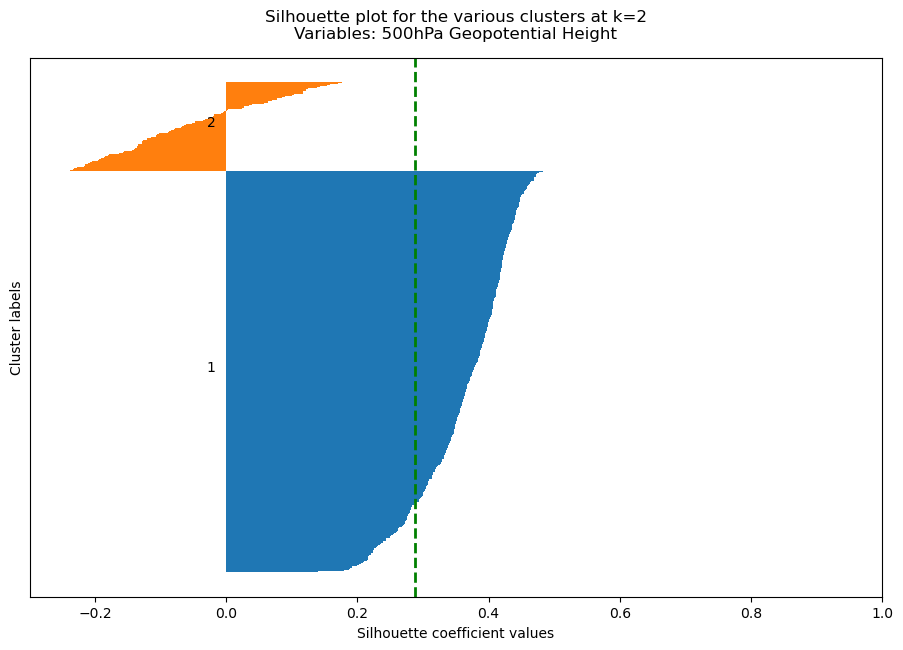 Silhouette plot for the various clusters at k=2
Variables: 500hPa Geopotential Height
2
1
Cluster labels
−0.2 0.0 0.2 0.4 0.6 0.8 1.0
Silhouette coefficient values